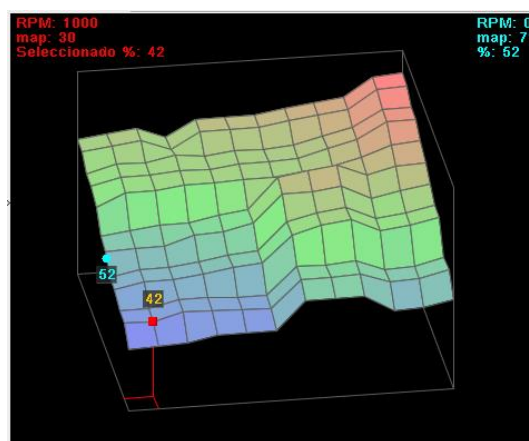 RPM: 1000
map: 30
Seleccionado %: 42
RPM: 0
map: 7
%: 52
52
42